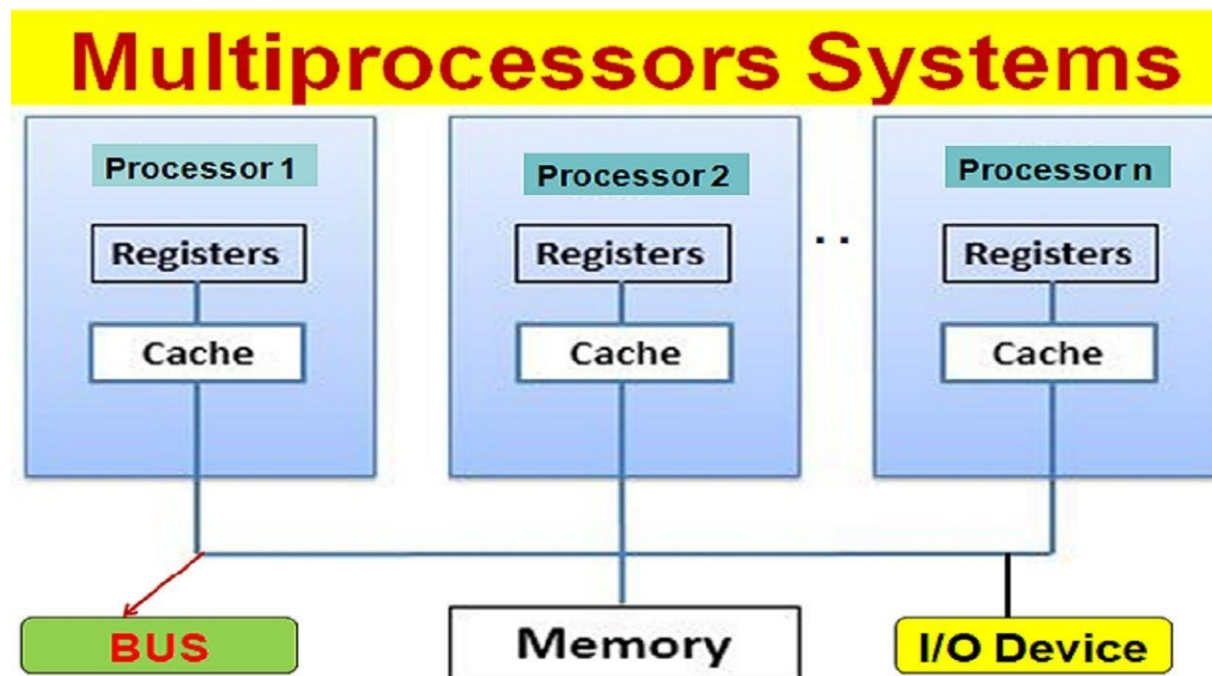 Multiprocessors Systems
Processor 1
Processor 2
Processor n
Registers
Registers
. .
Registers
Cache
Cache
Cache
BUS
Memory
I/O Device